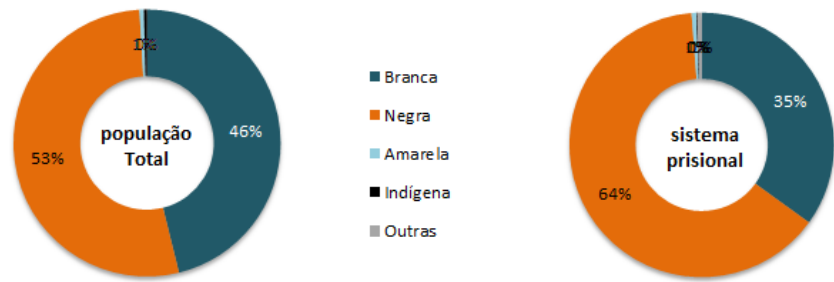 população
Total
46%
53%
Branca
Negra
Amarela
Indígena
Outras
sistema
prisional
35%
64%